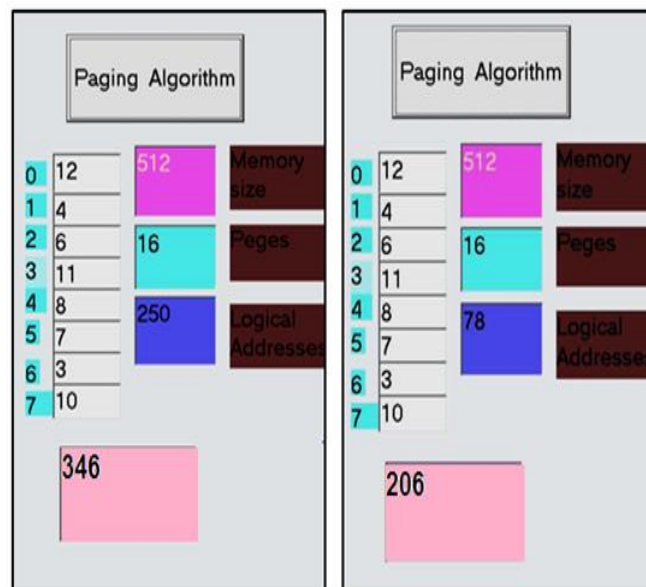 Paging Algorithm
0 12
1 4
2 6
3 11
4 8
5 7
6 3
7 10
512 Memory size
16 Peges
250 Logical Addresses
346
Paging Algorithm
0 12
1 4
2 6
3 11
4 8
5 7
6 3
7 10
512 Memory size
16 Peges
78 Logical Addresses
206